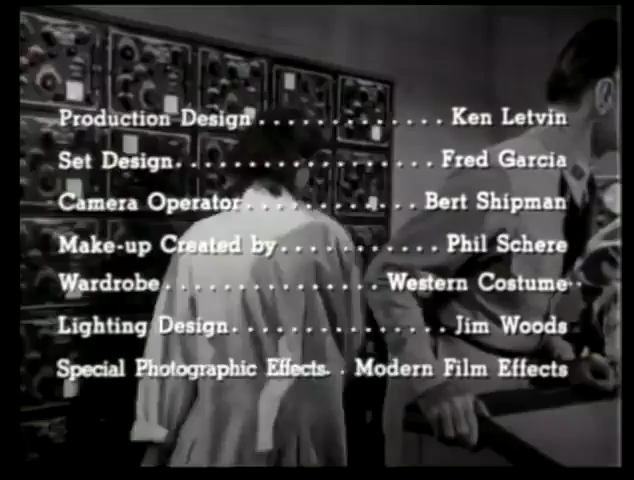 Production Design . . . . . . . . . . . . . Ken Letvin
Set Design. . . . . . . . . . . . . . . . . . Fred Garcia
Camera Operator . . . . . . . . . . . . Bert Shipman
Make-up Created by. . . . . . . . . . . Phil Schere
Wardrobe. . . . . . . . . . . . . . . Western Costume
Lighting Design. . . . . . . . . . . . . . . Jim Woods
Special Photographic Effects. . Modern Film Effects